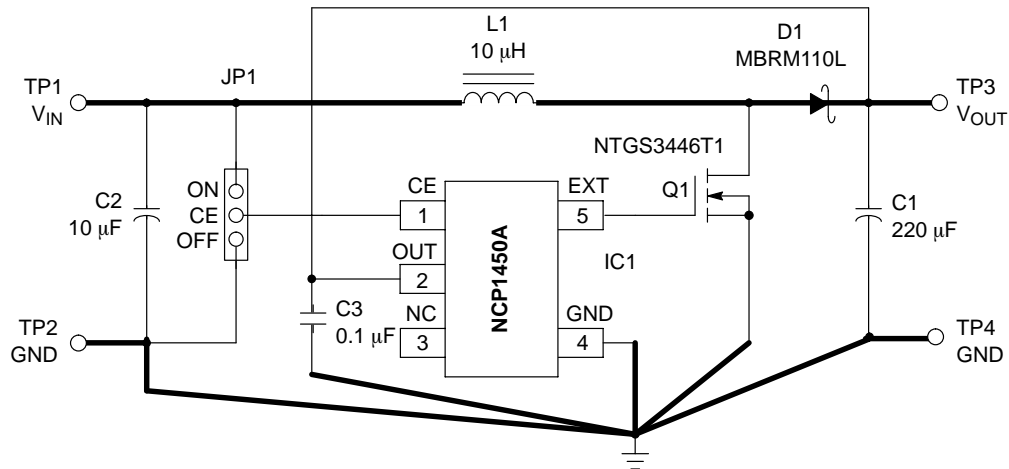 L1
10 μH
D1
MBRM110L
TP1
VIN
JP1
TP3
VOUT
NTGS3446T1
C2
10 μF
ON
CE
OFF
CE
1
EXT
5
Q1
C1
220 μF
OUT
2
NCP1450A
IC1
C3
0.1 μF
NC
3
GND
4
TP2
GND
TP4
GND